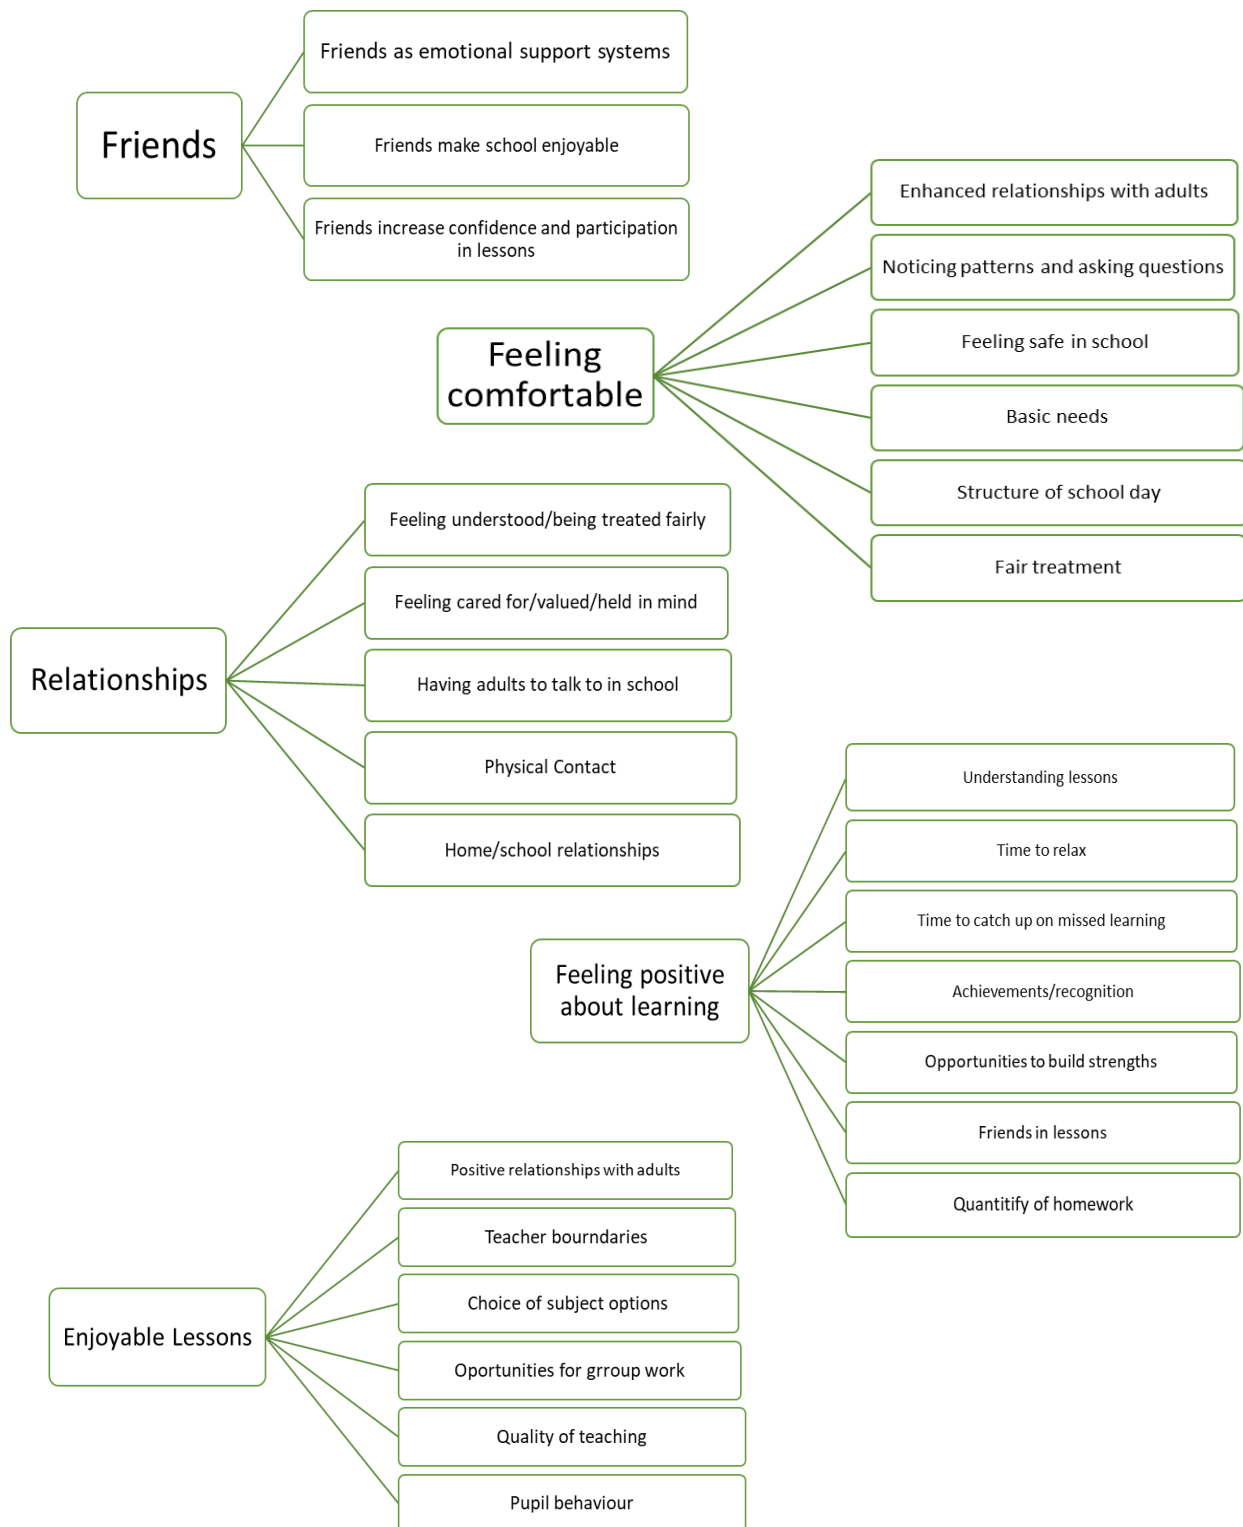 Friends
Friends as emotional support systems
Friends make school enjoyable
Friends increase confidence and participation
in lessons
Feeling
comfortable
Enhanced relationships with adults
Noticing patterns and asking questions
Feeling safe in school
Basic needs
Structure of school day
Fair treatment
Relationships
Feeling understood/being treated fairly
Feeling cared for/valued/held in mind
Having adults to talk to in school
Physical Contact
Home/school relationships
Feeling positive
about learning
Understanding lessons
Time to relax
Time to catch up on missed learning
Achievements/recognition
Opportunities to build strengths
Friends in lessons
Quantitify of homework
Enjoyable Lessons
Positive relationships with adults
Teacher bourndaries
Choice of subject options
Oportunities for grroup work
Quality of teaching
Pupil behaviour